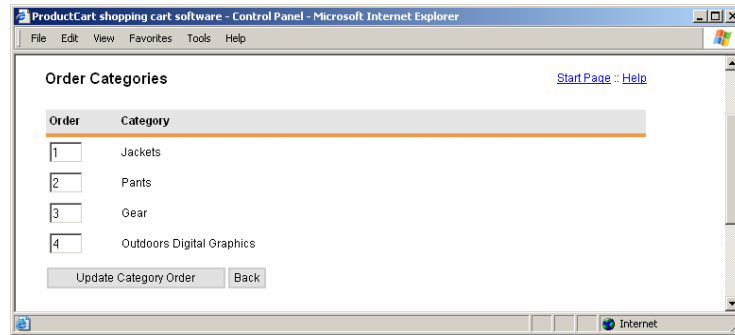 ProductCart shopping cart software - Control Panel - Microsoft Internet Explorer
File Edit View Favorites Tools Help
Order Categories Start Page :: Help
Order Category
1 Jackets
2 Pants
3 Gear
4 Outdoors Digital Graphics
Update Category Order Back
Internet